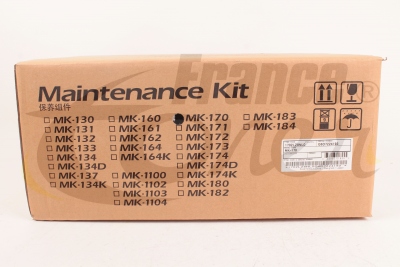 France
Maintenance Kit
保养组件
MK-130
MK-131
MK-132
MK-133
MK-134
MK-134D
MK-137
MK-134K
MK-160
MK-161
MK-162
MK-164
MK-164K
MK-1100
MK-1102
MK-1103
MK-1104
MK-170
MK-171
MK-172
MK-173
MK-174
MK-174D
MK-174K
MK-180
MK-182
MK-183
MK-184